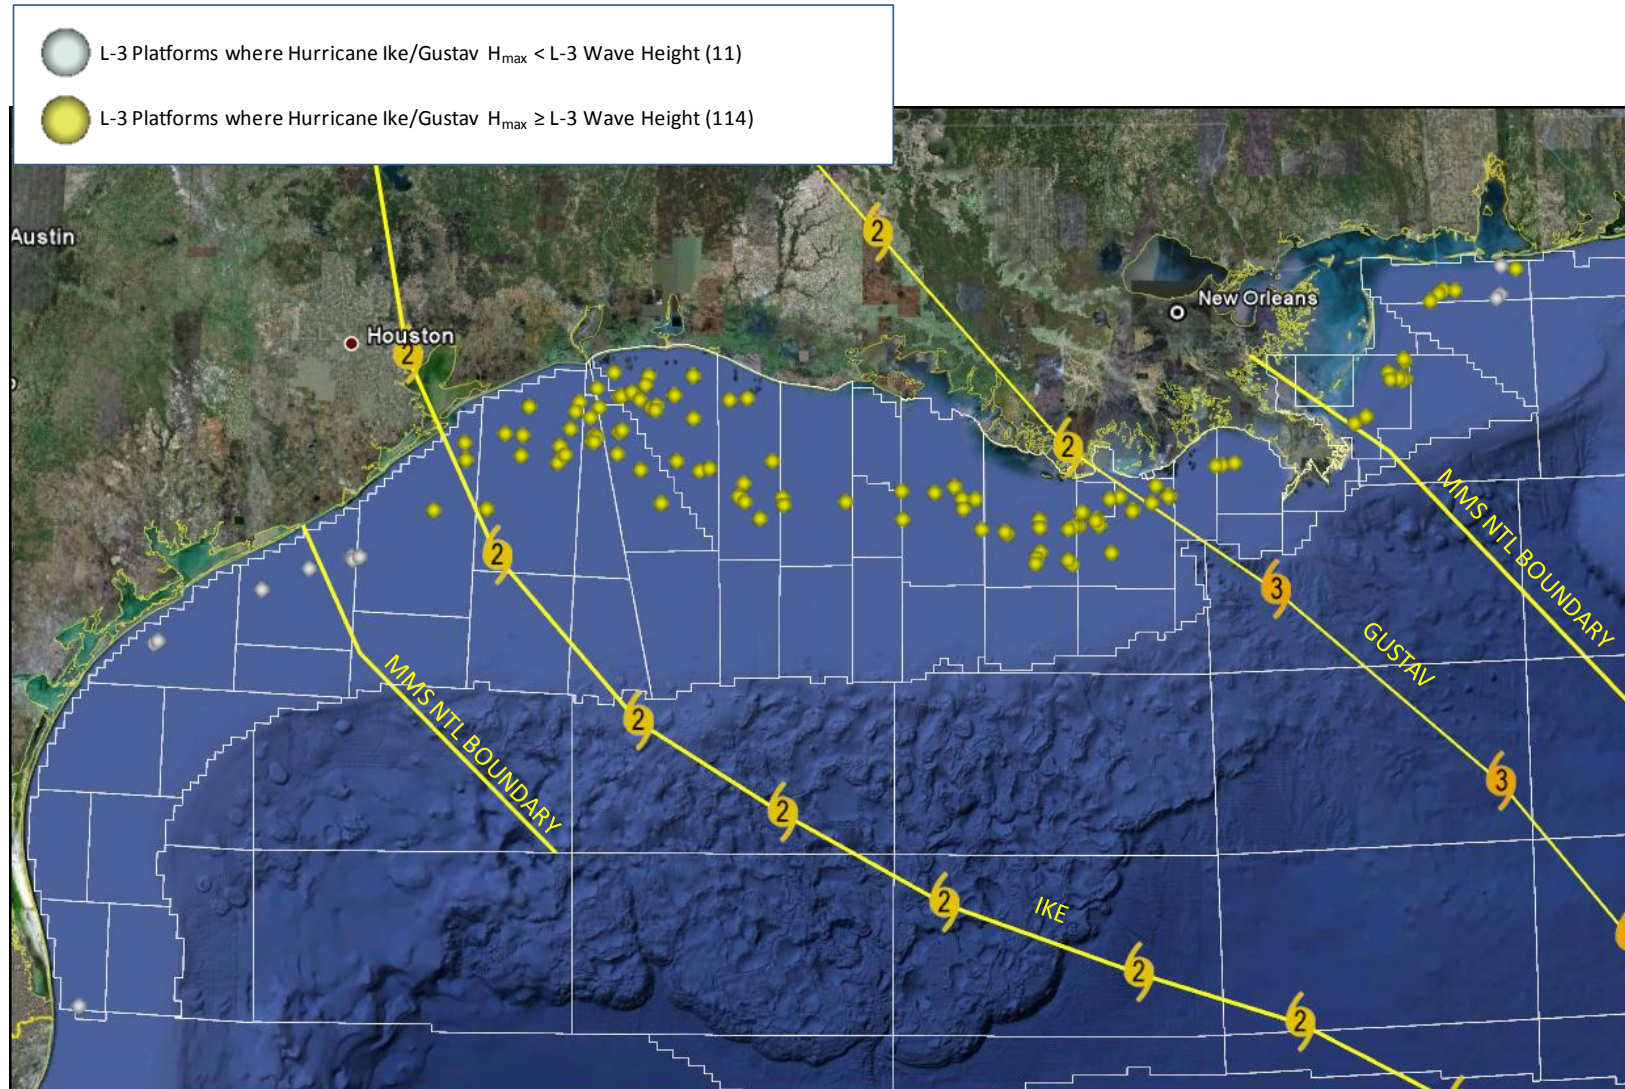 L-3 Platforms where Hurricane Ike/Gustav Hmax < L-3 Wave Height (11)
L-3 Platforms where Hurricane Ike/Gustav Hmax ≥ L-3 Wave Height (114)
2
Austin
New Orleans
Houston
2
2
MMS NTL BOUNDARY
2
3
GUSTAV
MMS NTL BOUNDARY
2
3
2
2
IKE
2
2